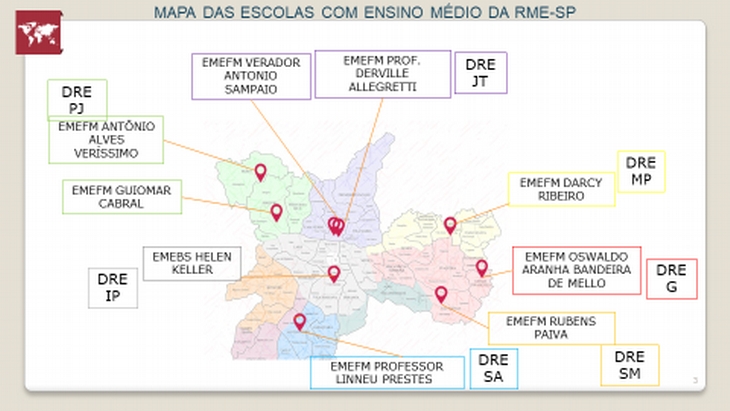 MAPA DAS ESCOLAS COM ENSINO MÉDIO DA RME-SP
EMEFM VERADOR
ANTONIO
SAMPAIO
EMEFM PROF.
DERVILLE
ALLEGRETTI
DRE
JT
DRE
PJ
EMEFM ANTÔNIO
ALVES
VERÍSSIMO
EMEFM GUIOMAR
CABRAL
DRE
MP
EMEFM DARCY
RIBEIRO
EMEBS HELEN
KELLER
DRE
IP
EMEFM OSWALDO
ARANHA BANDEIRA
DE MELLO
DRE
G
EMEFM RUBENS
PAIVA
DRE
SM
EMEFM PROFESSOR
LINNEU PRESTES
DRE
SA
3